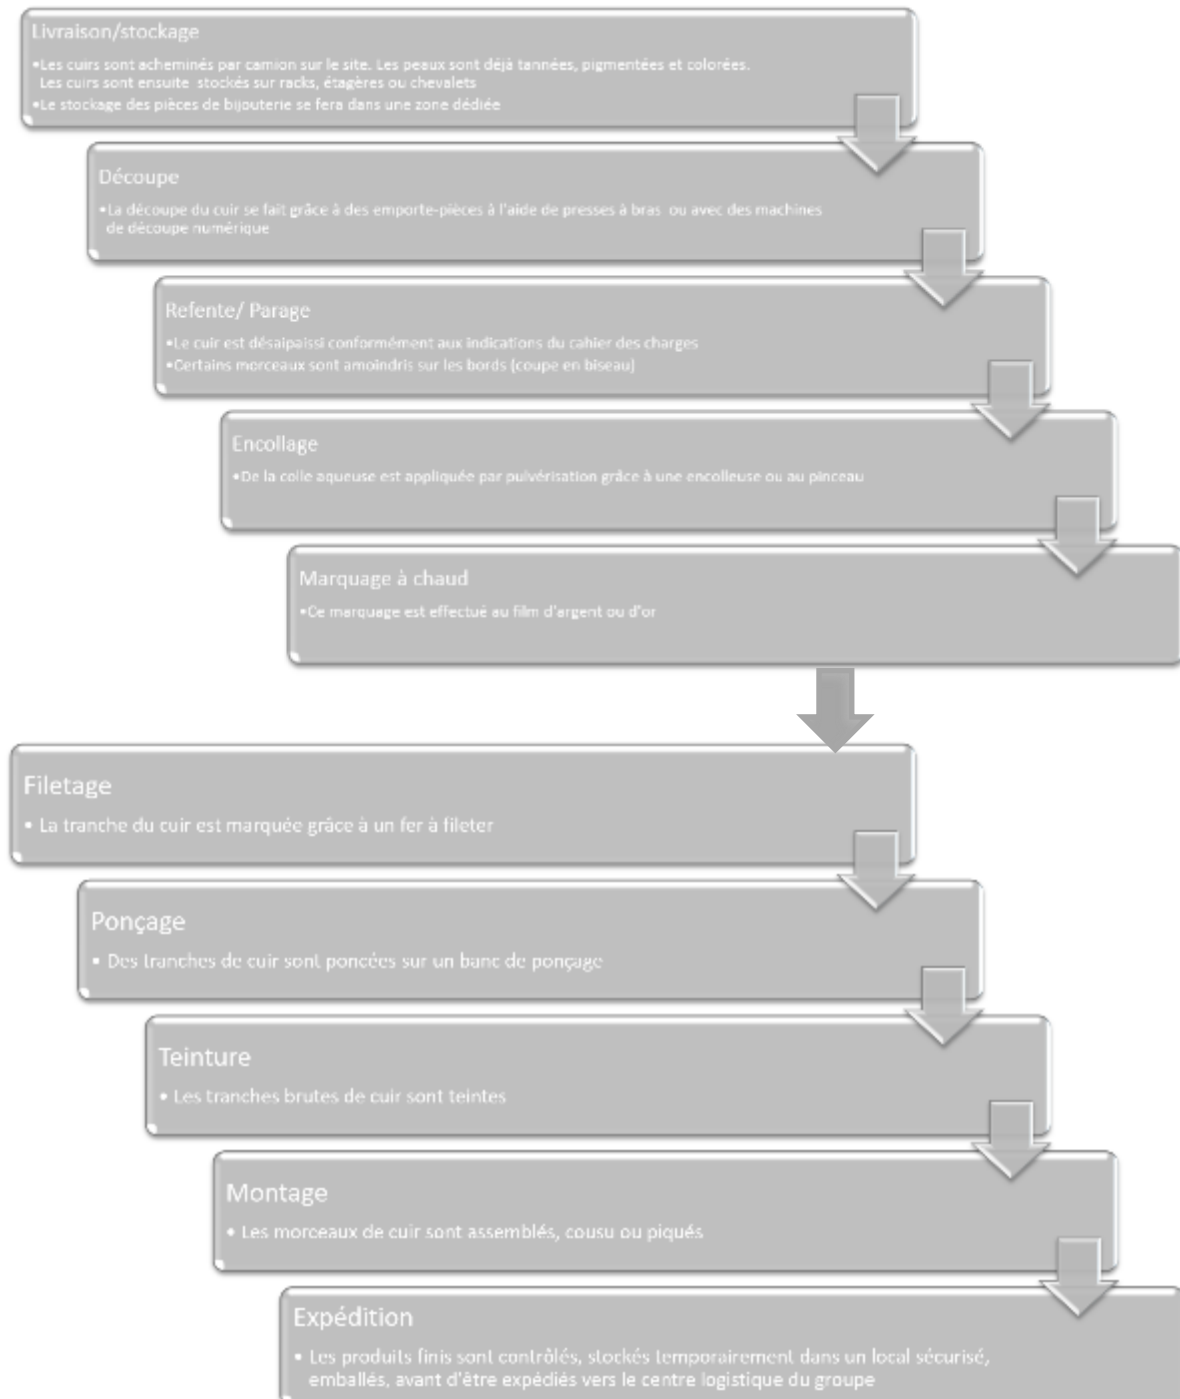 Livraison/stockage
•Les cuirs sont acheminés par camion sur le site. Les peaux sont déjà tannées, pigmentées et colorées.
Les cuirs sont ensuite stockés sur racks, étagères ou chevalets
•Le stockage des pièces de bijouterie se fera dans une zone dédiée
Découpe
•La découpe du cuir se fait grâce à des emporte-pièces à l'aide de presses à bras ou avec des machines
de découpe numérique
Refente/ Parage
•Le cuir est désaipaissi conformément aux indications du cahier des charges
•Certains morceaux sont amoindris sur les bords (coupe en biseau)
Encollage
•De la colle aqueuse est appliquée par pulvérisation grâce à une encolleuse ou au pinceau
Marquage à chaud
•Ce marquage est effectué au film d'argent ou d'or
Filetage
• La tranche du cuir est marquée grâce à un fer à fileter
Ponçage
• Des tranches de cuir sont poncées sur un banc de ponçage
Teinture
• Les tranches brutes de cuir sont teintes
Montage
• Les morceaux de cuir sont assemblés, cousu ou piqués
Expédition
• Les produits finis sont contrôlés, stockés temporairement dans un local sécurisé,
emballés, avant d'être expédiés vers le centre logistique du groupe